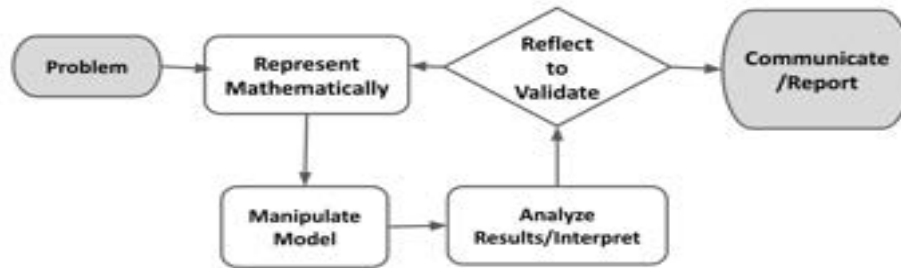 Problem
Represent
Mathematically
Reflect
to
Validate
Communicate
/Report
Manipulate
Model
Analyze
Results/Interpret